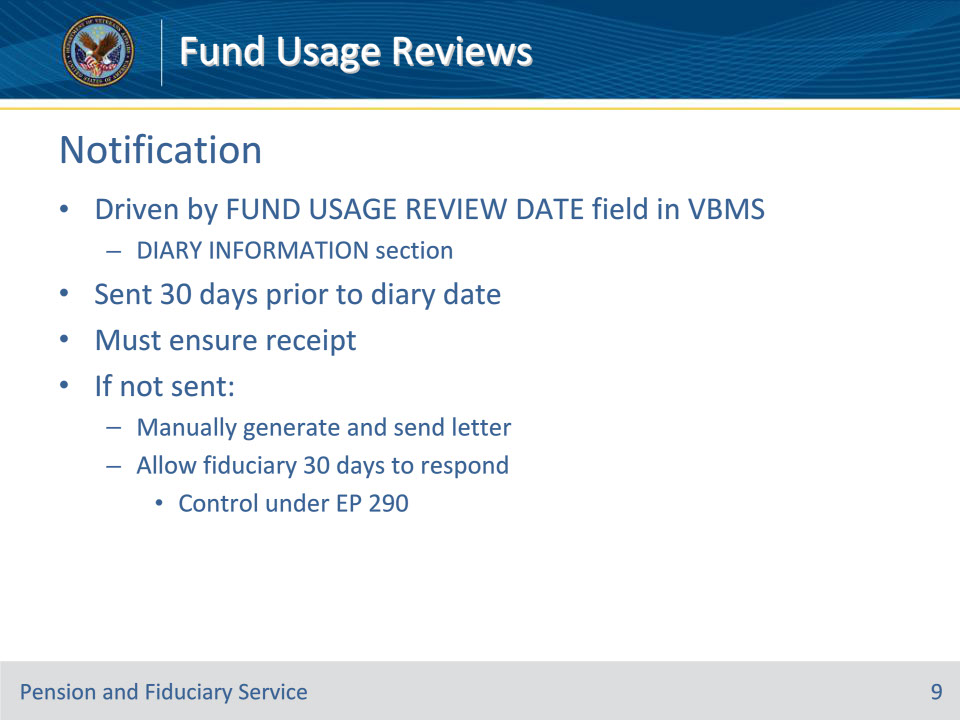 Fund Usage Reviews
Notification
• Driven by FUND USAGE REVIEW DATE field in VBMS
– DIARY INFORMATION section
• Sent 30 days prior to diary date
• Must ensure receipt
• If not sent:
– Manually generate and send letter
– Allow fiduciary 30 days to respond
• Control under EP 290
Pension and Fiduciary Service
9